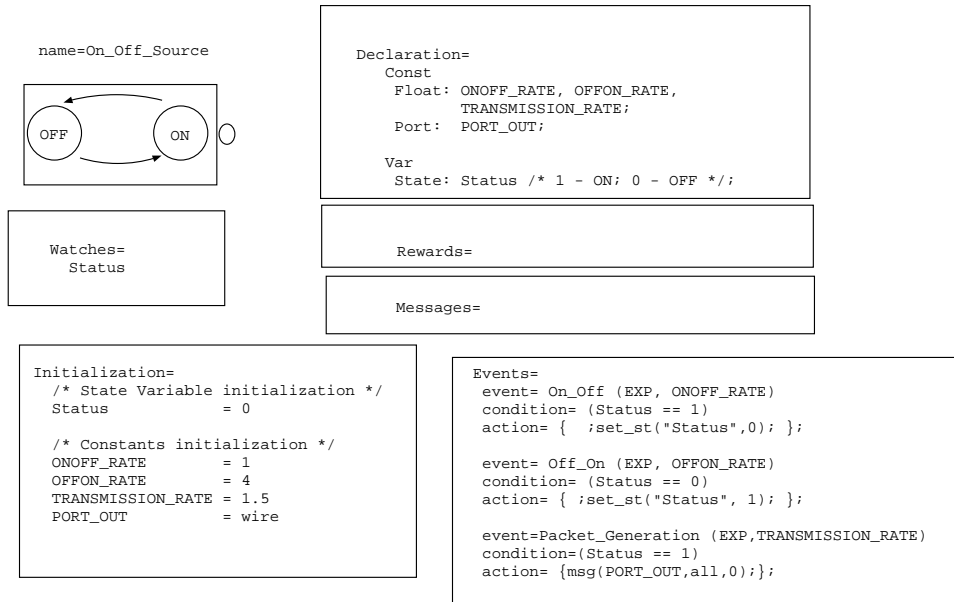 name=On_Off_Source
OFF
ON
Declaration=
Const
Float: ONOFF_RATE, OFFON_RATE,
TRANSMISSION_RATE;
Port: PORT_OUT;
Var
State: Status /* 1 - ON; 0 - OFF */;
Watches=
Status
Rewards=
Messages=
Initialization=
/* State Variable initialization */
Status = 0
/* Constants initialization */
ONOFF_RATE = 1
OFFON_RATE = 4
TRANSMISSION_RATE = 1.5
PORT_OUT = wire
Events=
event= On_Off (EXP, ONOFF_RATE)
condition= (Status == 1)
action= { ;set_st("Status",0); };
event= Off_On (EXP, OFFON_RATE)
condition= (Status == 0)
action= { ;set_st("Status", 1); };
event=Packet_Generation (EXP,TRANSMISSION_RATE)
condition=(Status == 1)
action= {msg(PORT_OUT,all,0);};